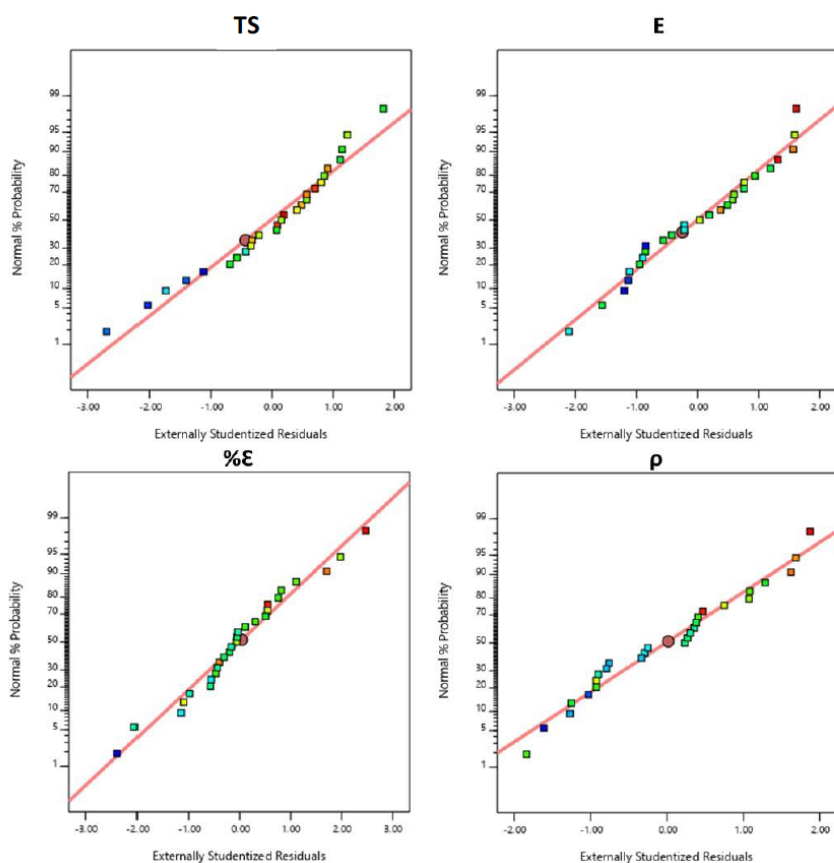 TS
E
Normal % Probability
99
95
90
80
70
50
30
20
10
5
1
-3.00 -2.00 -1.00 0.00 1.00 2.00
Externally Studentized Residuals
Normal % Probability
99
95
90
80
70
50
30
20
10
5
1
-3.00 -2.00 -1.00 0.00 1.00 2.00
Externally Studentized Residuals
%Ɛ
ρ
Normal % Probability
99
95
90
80
70
50
30
20
10
5
1
-3.00 -2.00 -1.00 0.00 1.00 2.00 3.00
Externally Studentized Residuals
Normal % Probability
99
95
90
80
70
50
30
20
10
5
1
-2.00 -1.00 0.00 1.00 2.00
Externally Studentized Residuals